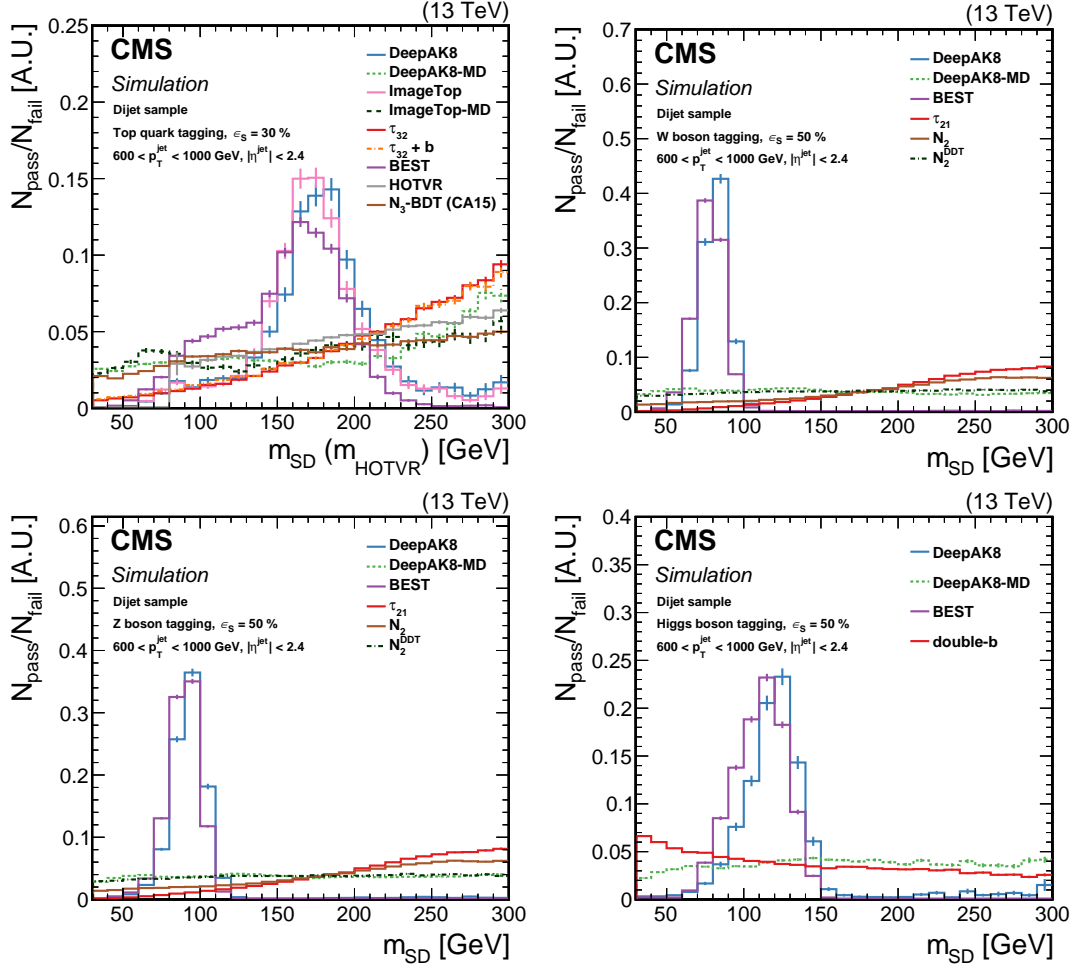 (13 TeV)
N_pass/N_fail [A.U.]
0.25
0.2
0.15
0.1
0.05
0
CMS
Simulation
Dijet sample
Top quark tagging, ε_S = 30 %
600 < p_T^jet < 1000 GeV, |η^jet| < 2.4
DeepAK8
DeepAK8-MD
ImageTop
ImageTop-MD
τ_32
τ_32 + b
BEST
HOTVR
N_3-BDT (CA15)
50 100 150 200 250 300
m_SD (m_HOTVR) [GeV]
(13 TeV)
N_pass/N_fail [A.U.]
0.7
0.6
0.5
0.4
0.3
0.2
0.1
0
CMS
Simulation
Dijet sample
W boson tagging, ε_S = 50 %
600 < p_T^jet < 1000 GeV, |η^jet| < 2.4
DeepAK8
DeepAK8-MD
BEST
τ_21
N_2
N_2^DDT
50 100 150 200 250 300
m_SD [GeV]
(13 TeV)
N_pass/N_fail [A.U.]
0.6
0.5
0.4
0.3
0.2
0.1
0
CMS
Simulation
Dijet sample
Z boson tagging, ε_S = 50 %
600 < p_T^jet < 1000 GeV, |η^jet| < 2.4
DeepAK8
DeepAK8-MD
BEST
τ_21
N_2
N_2^DDT
50 100 150 200 250 300
m_SD [GeV]
(13 TeV)
N_pass/N_fail [A.U.]
0.4
0.35
0.3
0.25
0.2
0.15
0.1
0.05
0
CMS
Simulation
Dijet sample
Higgs boson tagging, ε_S = 50 %
600 < p_T^jet < 1000 GeV, |η^jet| < 2.4
DeepAK8
DeepAK8-MD
BEST
double-b
50 100 150 200 250 300
m_SD [GeV]